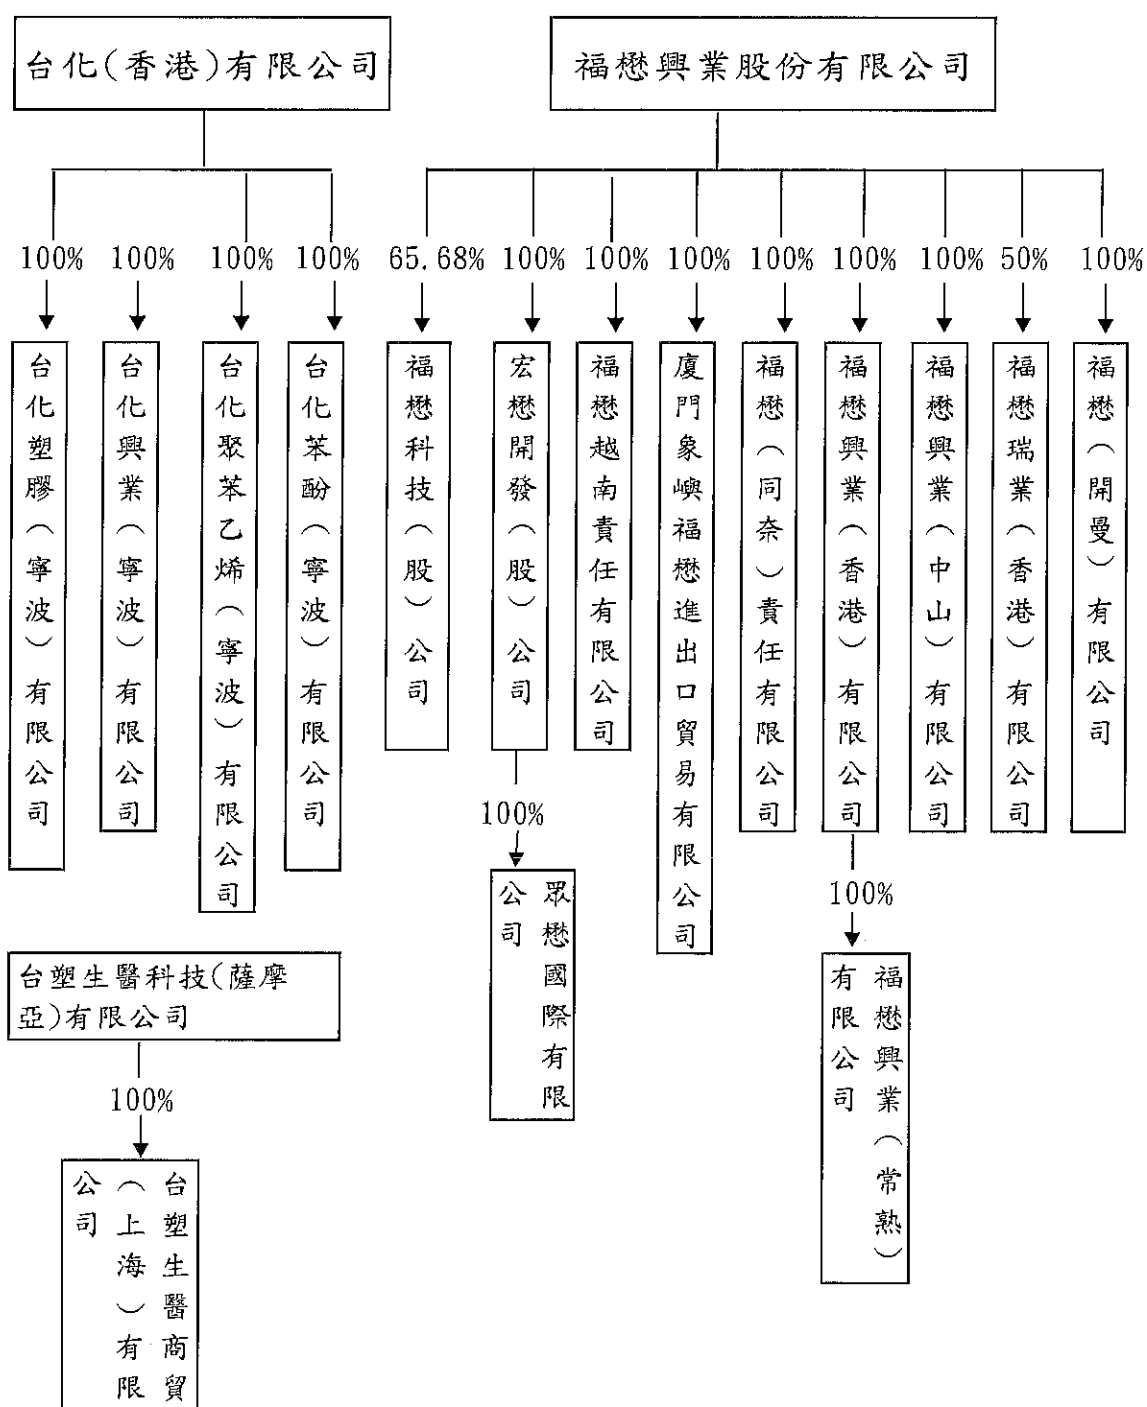 台化(香港)有限公司
福懋興業股份有限公司
100%
100%
100%
100%
65.68%
100%
100%
100%
100%
100%
100%
50%
100%
台化塑膠（寧波）有限公司
台化興業（寧波）有限公司
台化聚苯乙烯（寧波）有限公司
台化苯酚（寧波）有限公司
福懋科技（股）公司
宏懋開發（股）公司
福懋越南責任有限公司
廈門象嶼福懋進出口貿易有限公司
福懋（同奈）責任有限公司
福懋興業（香港）有限公司
福懋興業（中山）有限公司
福懋瑞業（香港）有限公司
福懋（開曼）有限公司
100%
眾懋國際有限
公司
100%
福懋興業（常熟）
有限公司
台塑生醫科技(薩摩
亞)有限公司
100%
台塑生醫商貿
（上海）有限
公司